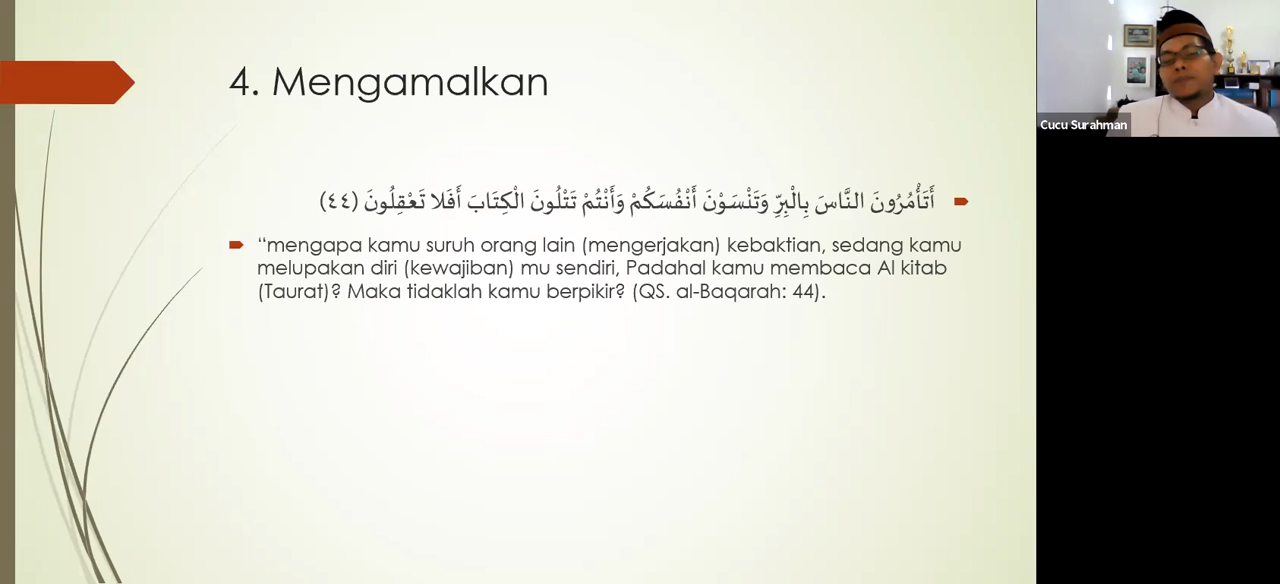 4. Mengamalkan
أَتَأْمُرُونَ النَّاسَ بِالْبِرِّ وَتَنْسَوْنَ أَنْفُسَكُمْ وَأَنْتُمْ تَتْلُونَ الْكِتَابَ أَفَلا تَعْقِلُونَ (٤٤)
“mengapa kamu suruh orang lain (mengerjakan) kebaktian, sedang kamu
melupakan diri (kewajiban) mu sendiri, Padahal kamu membaca Al kitab
(Taurat)? Maka tidaklah kamu berpikir? (QS. al-Baqarah: 44).
Cucu Surahman